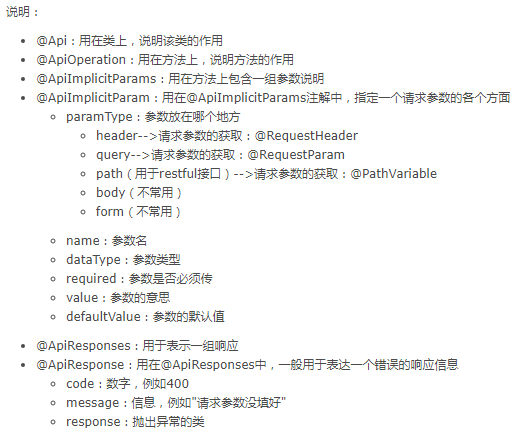 说明：
@Api：用在类上，说明该类的作用
@ApiOperation：用在方法上，说明方法的作用
@ApiImplicitParams：用在方法上包含一组参数说明
@ApiImplicitParam：用在@ApiImplicitParams注解中，指定一个请求参数的各个方面
paramType：参数放在哪个地方
header-->请求参数的获取：@RequestHeader
query-->请求参数的获取：@RequestParam
path（用于restful接口）-->请求参数的获取：@PathVariable
body（不常用）
form（不常用）
name：参数名
dataType：参数类型
required：参数是否必须传
value：参数的意思
defaultValue：参数的默认值
@ApiResponses：用于表示一组响应
@ApiResponse：用在@ApiResponses中，一般用于表达一个错误的响应信息
code：数字，例如400
message：信息，例如"请求参数没填好"
response：抛出异常的类